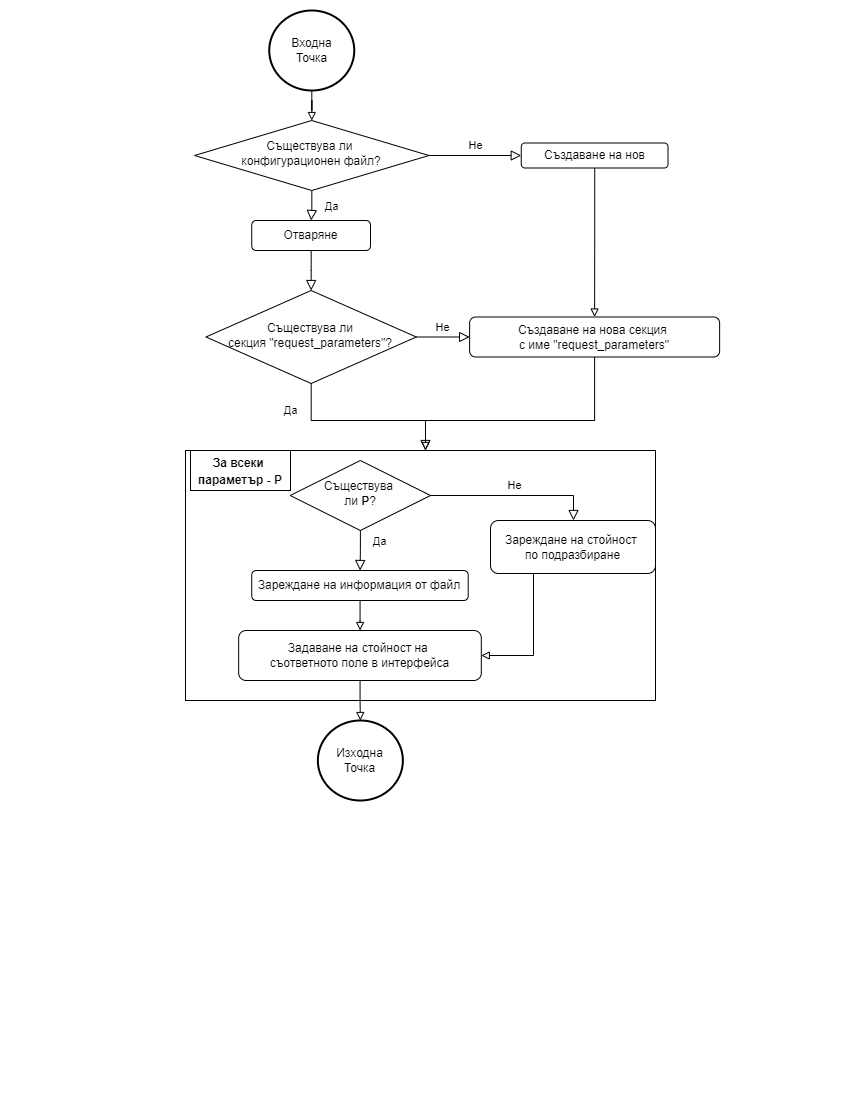 Входна
Точка
Съществува ли
конфигурационен файл?
Не
Създаване на нов
Да
Отваряне
Съществува ли
секция "request_parameters"?
Не
Създаване на нова секция
с име "request_parameters"
Да
За всеки
параметър - P
Съществува
ли P?
Не
Зареждане на стойност
по подразбиране
Да
Зареждане на информация от файл
Задаване на стойност на
съответното поле в интерфейса
Изходна
Точка